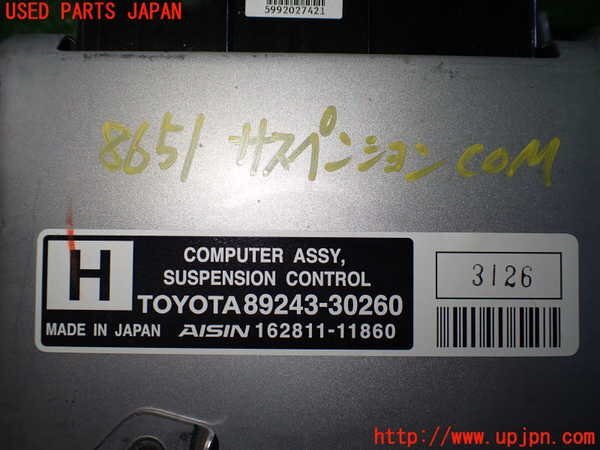 USED PARTS JAPAN
5992027421
8651 サスペンションCOM
H
COMPUTER ASSY,
SUSPENSION CONTROL
TOYOTA 89243-30260
MADE IN JAPAN AISIN 162811-11860
3126
http://www.upjpn.com/